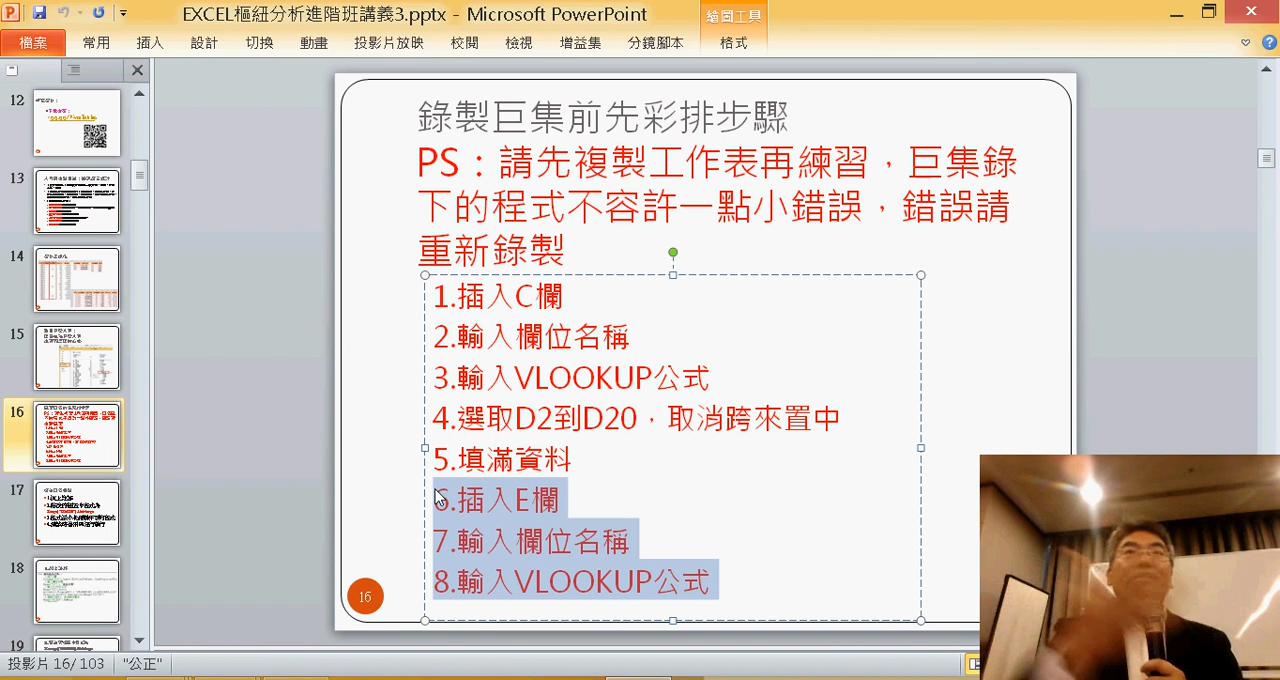 EXCEL樞紐分析進階班講義3.pptx - Microsoft PowerPoint
繪圖工具
檔案 常用 插入 設計 切換 動畫 投影片放映 校閱 檢視 增益集 分鏡腳本 格式
12
13
14
15
16
17
18
19
錄製巨集前先彩排步驟
PS：請先複製工作表再練習，巨集錄
下的程式不容許一點小錯誤，錯誤請
重新錄製
1.插入C欄
2.輸入欄位名稱
3.輸入VLOOKUP公式
4.選取D2到D20，取消跨來置中
5.填滿資料
6.插入E欄
7.輸入欄位名稱
8.輸入VLOOKUP公式
16
投影片 16/ 103 "公正"